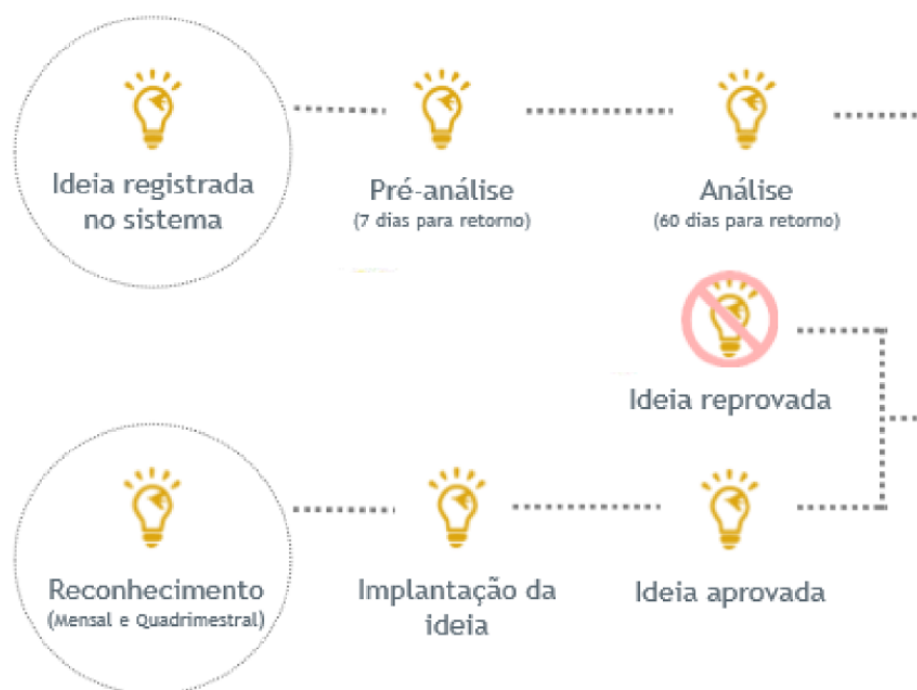 Ideia registrada
no sistema
Pré-análise
(7 dias para retorno)
Análise
(60 dias para retorno)
Ideia reprovada
Reconhecimento
(Mensal e Quadrimestral)
Implantação da
ideia
Ideia aprovada